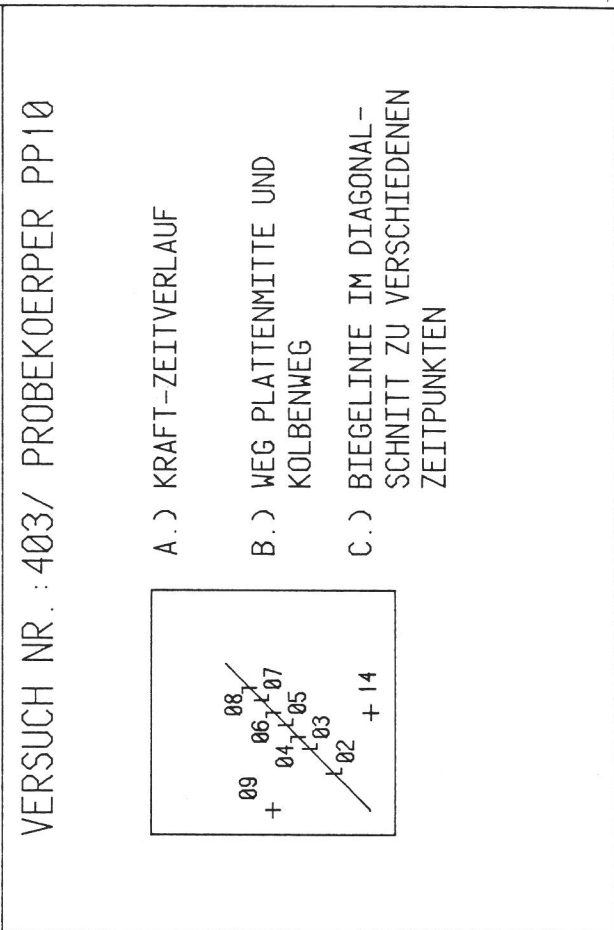 VERSUCH NR.:403/ PROBEKOERPER PP10
A.) KRAFT-ZEITVERLAUF
B.) WEG PLATTENMITTE UND
KOLBENWEG
C.) BIEGELINIE IM DIAGONAL-
SCHNITT ZU VERSCHIEDENEN
ZEITPUNKTEN
09
08
07
06
05
04
03
02
14